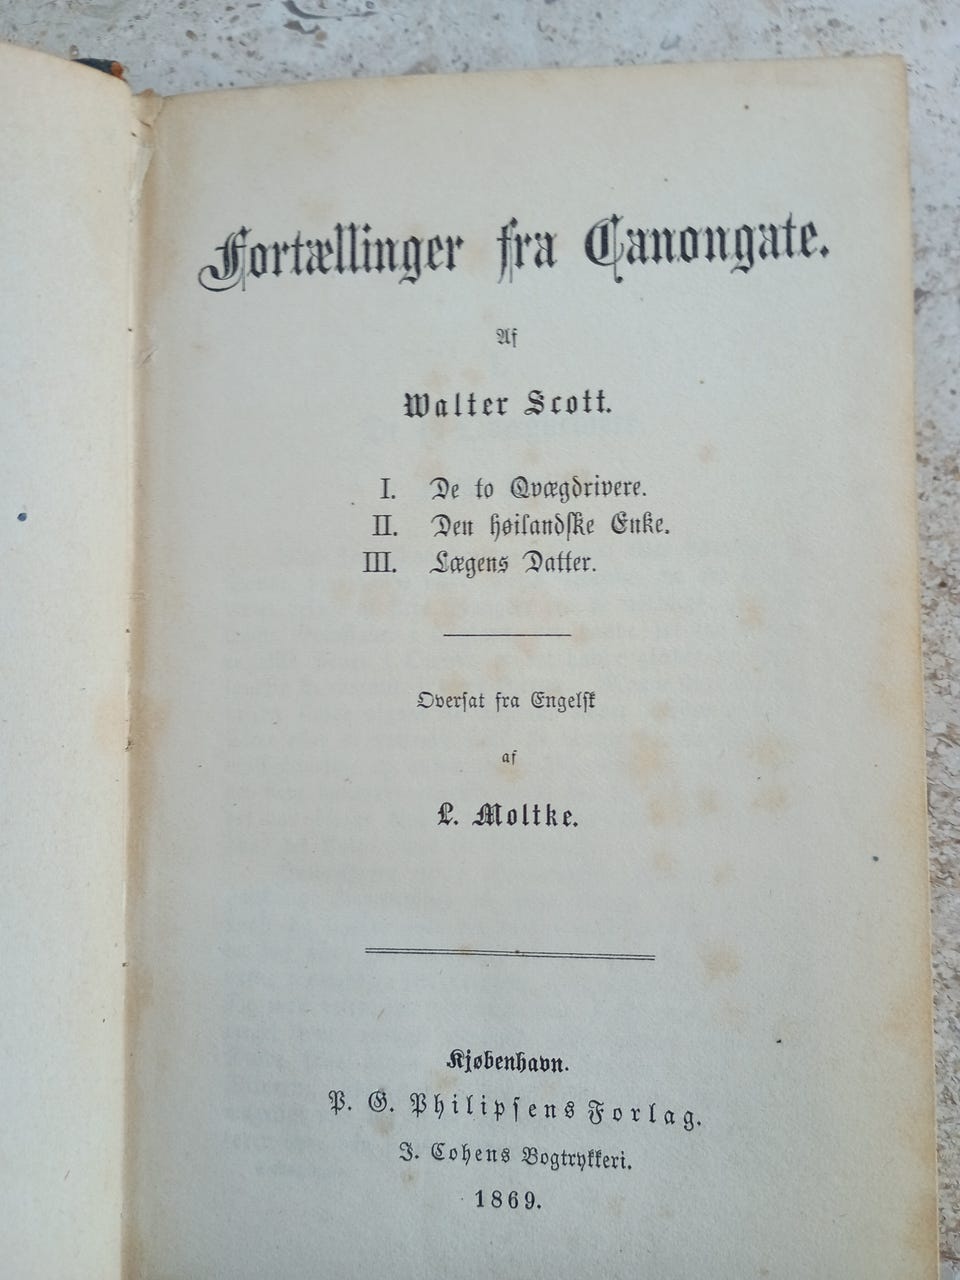 Fortællinger fra Canongate.
Af
Walter Scott.
I. De to Qvægdrivere.
II. Den høilandske Enke.
III. Lægens Datter.
Oversat fra Engelsk
af
L. Moltke.
Kjøbenhavn.
P. G. Philipsens Forlag.
J. Cohens Bogtrykkeri.
1869.